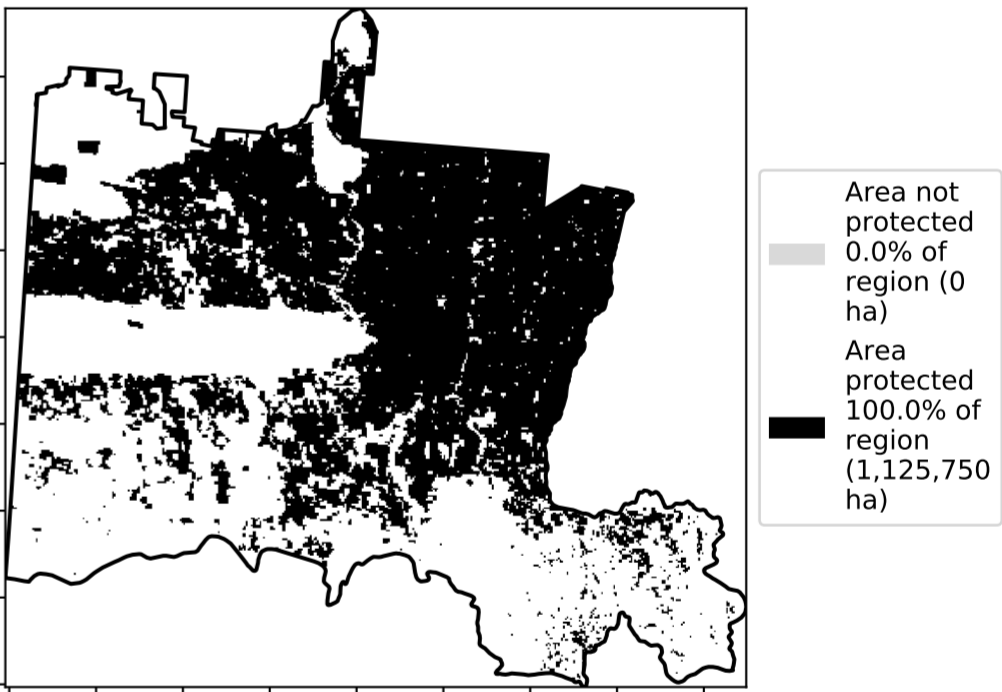 Area not
protected
0.0% of
region (0
ha)
Area
protected
100.0% of
region
(1,125,750
ha)